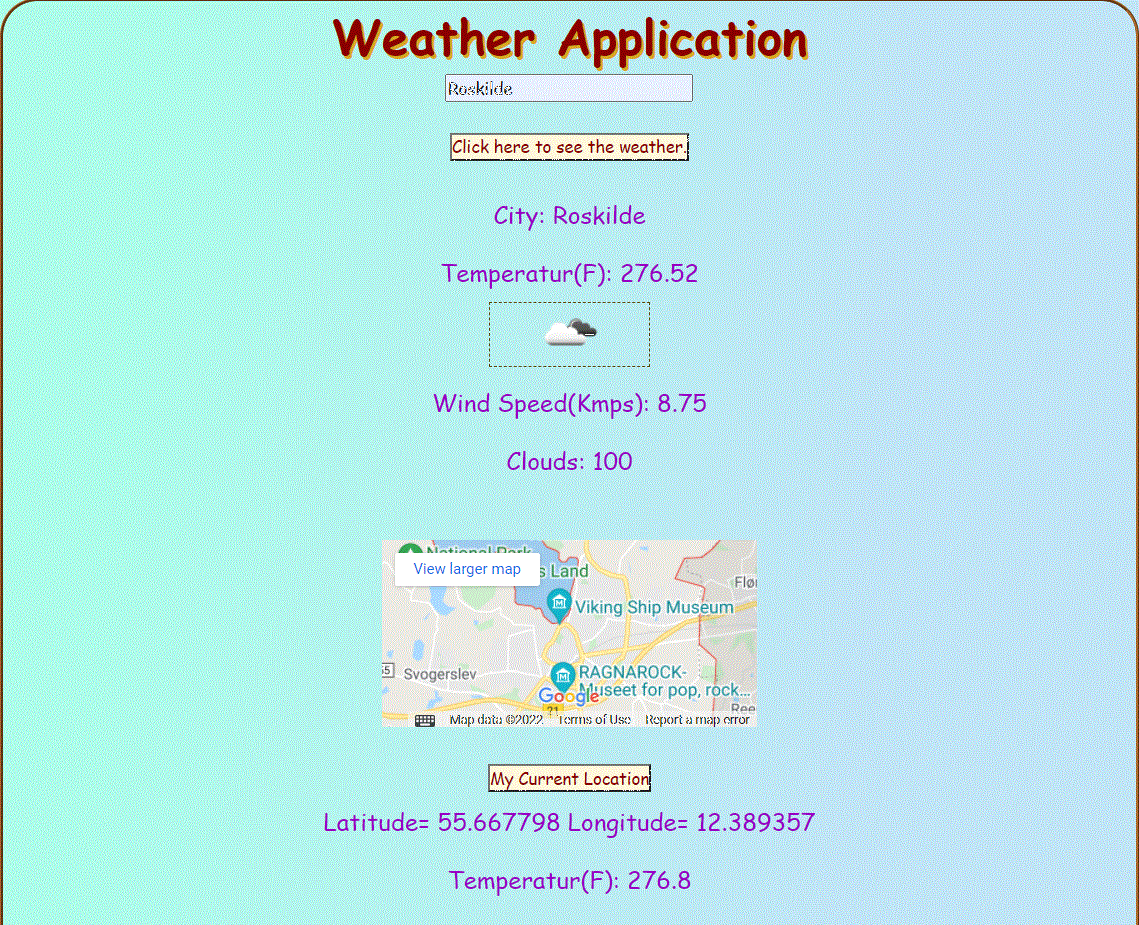 Weather Application
Roskilde
Click here to see the weather.
City: Roskilde
Temperatur(F): 276.52
Wind Speed(Kmps): 8.75
Clouds: 100
National Park
View larger map
s Land
Flø
Viking Ship Museum
55
Svogerslev
RAGNAROCK-
Museet for pop, rock...
Google
21
Ree
Map data ©2022
Terms of Use
Report a map error
My Current Location
Latitude= 55.667798 Longitude= 12.389357
Temperatur(F): 276.8